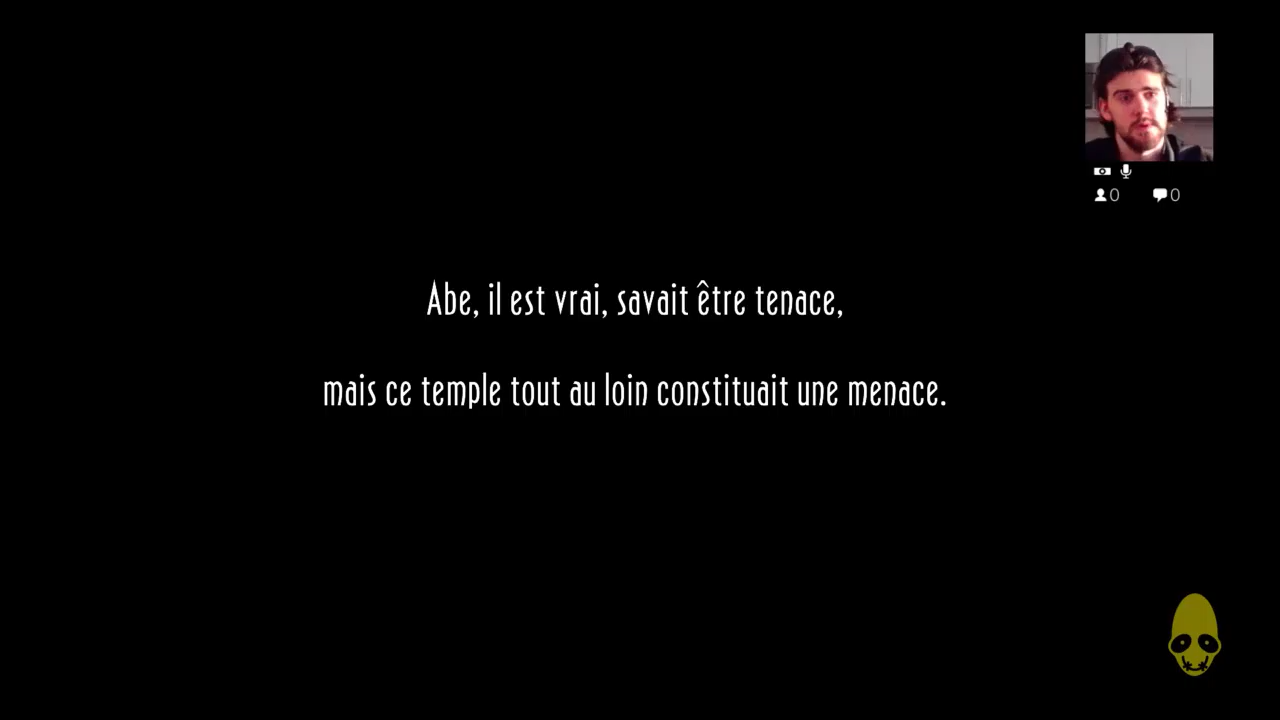 0 0
Abe, il est vrai, savait être tenace,
mais ce temple tout au loin constituait une menace.